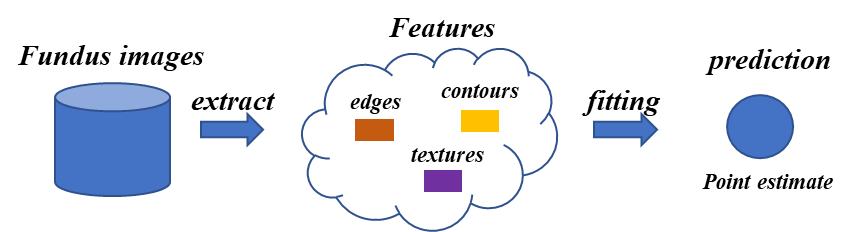 Features
Fundus images
prediction
extract
edges
contours
fitting
textures
Point estimate